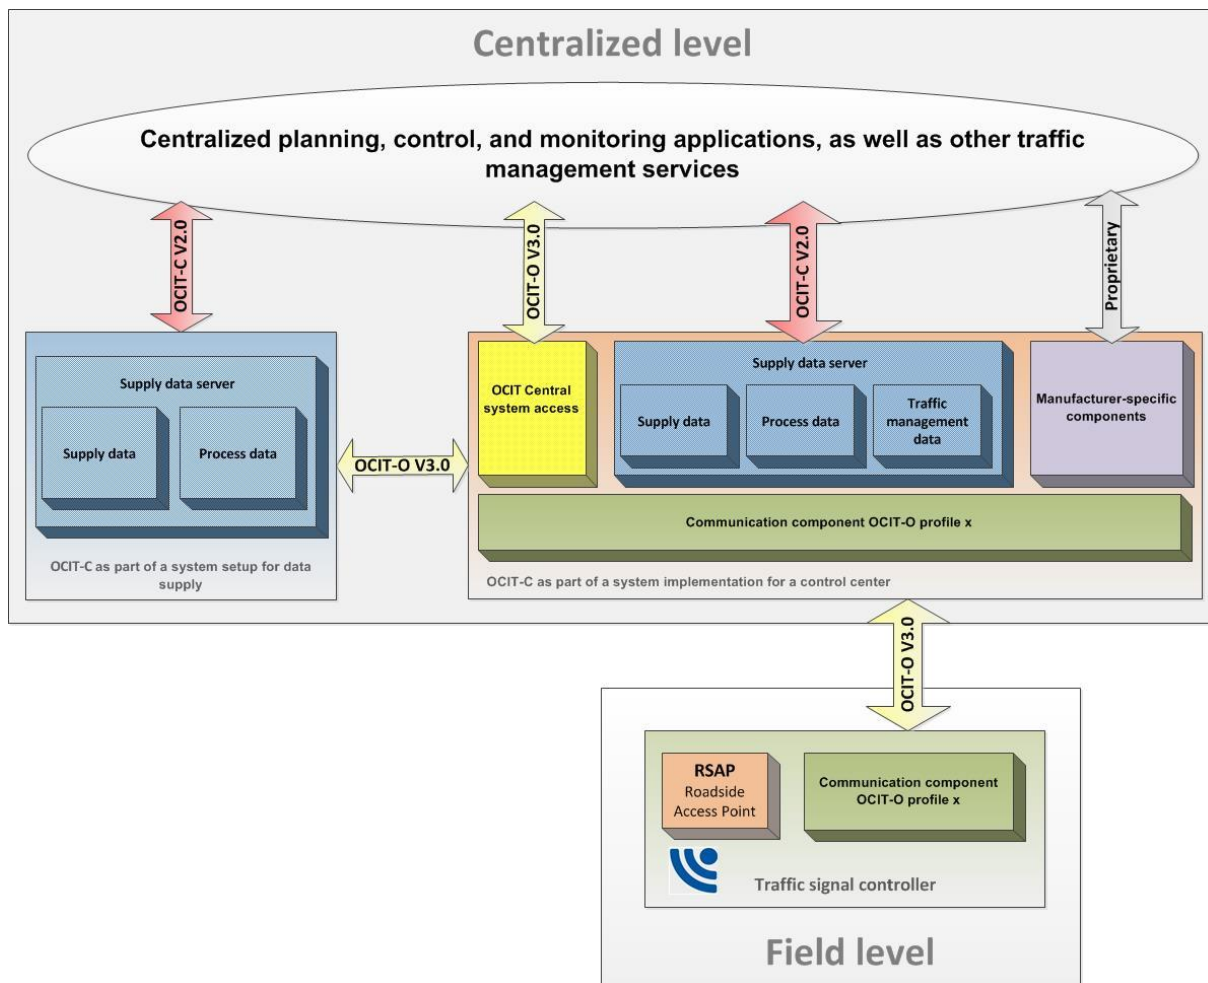 Centralized level
Centralized planning, control, and monitoring applications, as well as other traffic
management services
OCIT-C V2.0
OCIT-O V3.0
OCIT-C V2.0
Proprietary
Supply data server
Supply data
Process data
OCIT-C as part of a system setup for data
supply
OCIT-O V3.0
OCIT Central
system access
Supply data server
Supply data
Process data
Traffic
management
data
Manufacturer-specific
components
Communication component OCIT-O profile x
OCIT-C as part of a system implementation for a control center
OCIT-O V3.0
RSAP
Roadside
Access Point
Communication component
OCIT-O profile x
Traffic signal controller
Field level